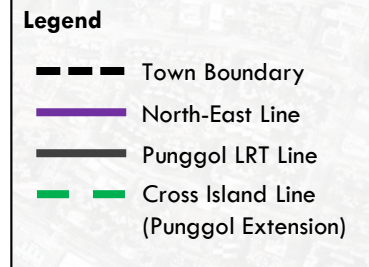 Legend
Town Boundary
North-East Line
Punggol LRT Line
Cross Island Line
(Punggol Extension)